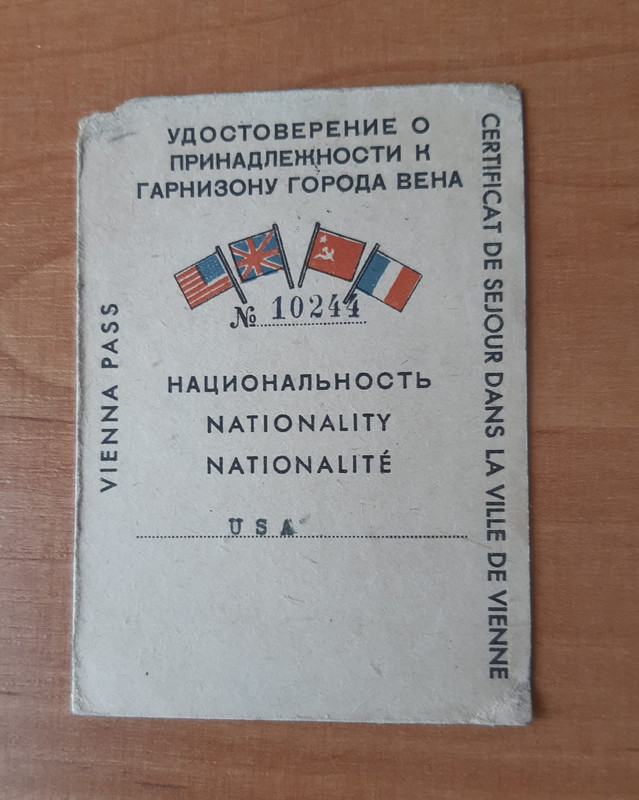 УДОСТОВЕРЕНИЕ О
ПРИНАДЛЕЖНОСТИ К
ГАРНИЗОНУ ГОРОДА ВЕНА
№ 10244
НАЦИОНАЛЬНОСТЬ
NATIONALITY
NATIONALITÉ
USA
VIENNA PASS
CERTIFICAT DE SEJOUR DANS LA VILLE DE VIENNE